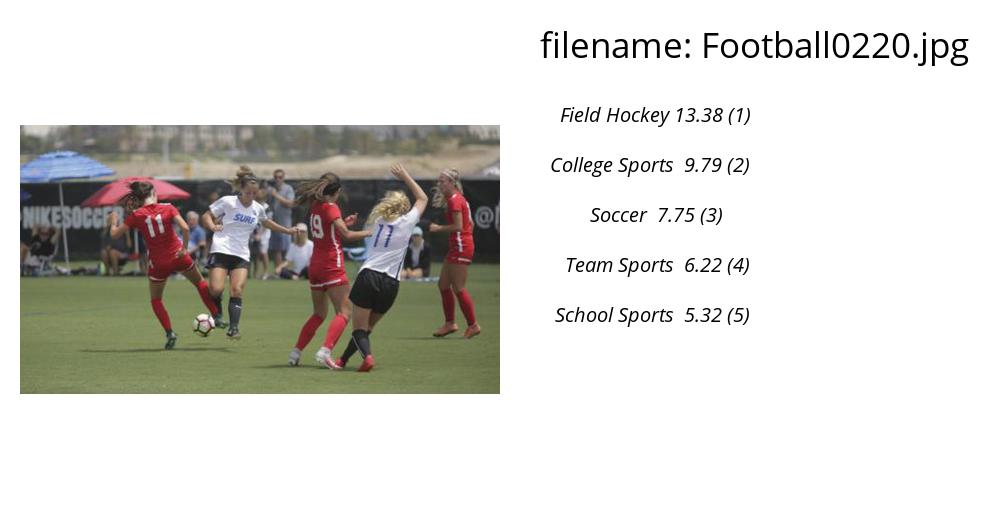 filename: Football0220.jpg
Field Hockey 13.38 (1)
College Sports 9.79 (2)
Soccer 7.75 (3)
Team Sports 6.22 (4)
School Sports 5.32 (5)
NIKESOCCER
@
11
SURF
19
11